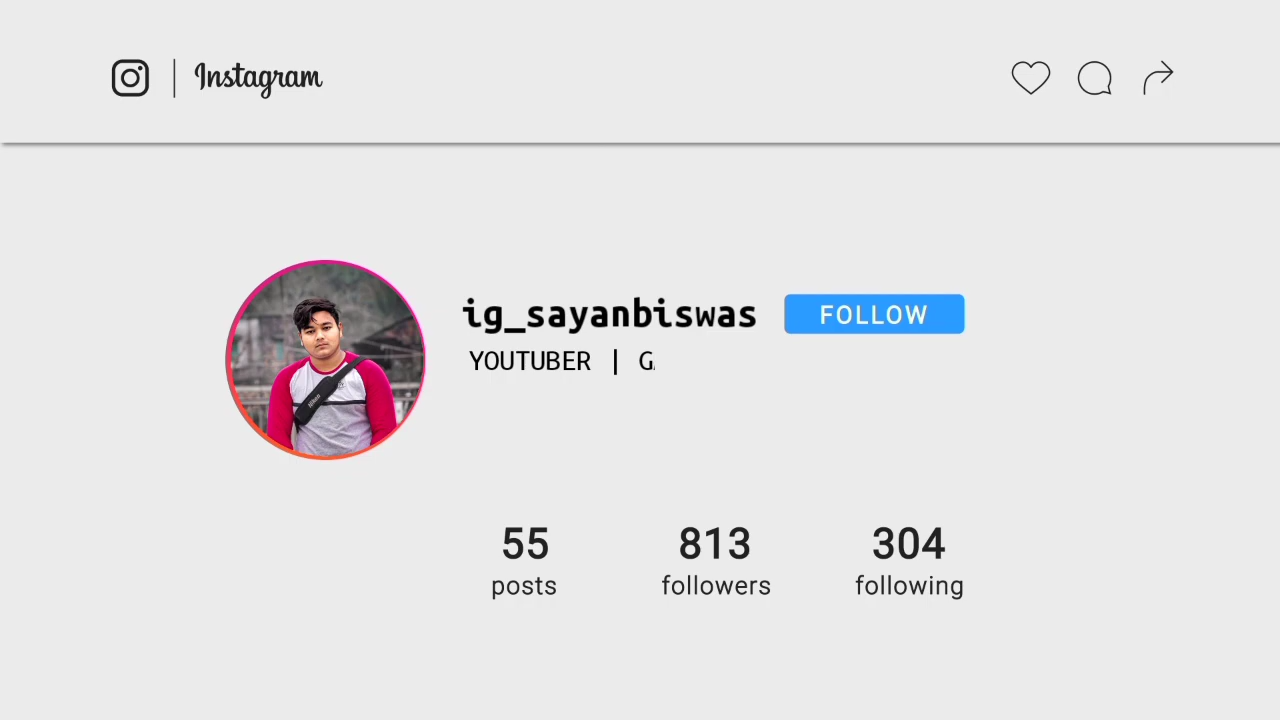 Instagram
ig_sayanbiswas
FOLLOW
YOUTUBER | G
55
posts
813
followers
304
following